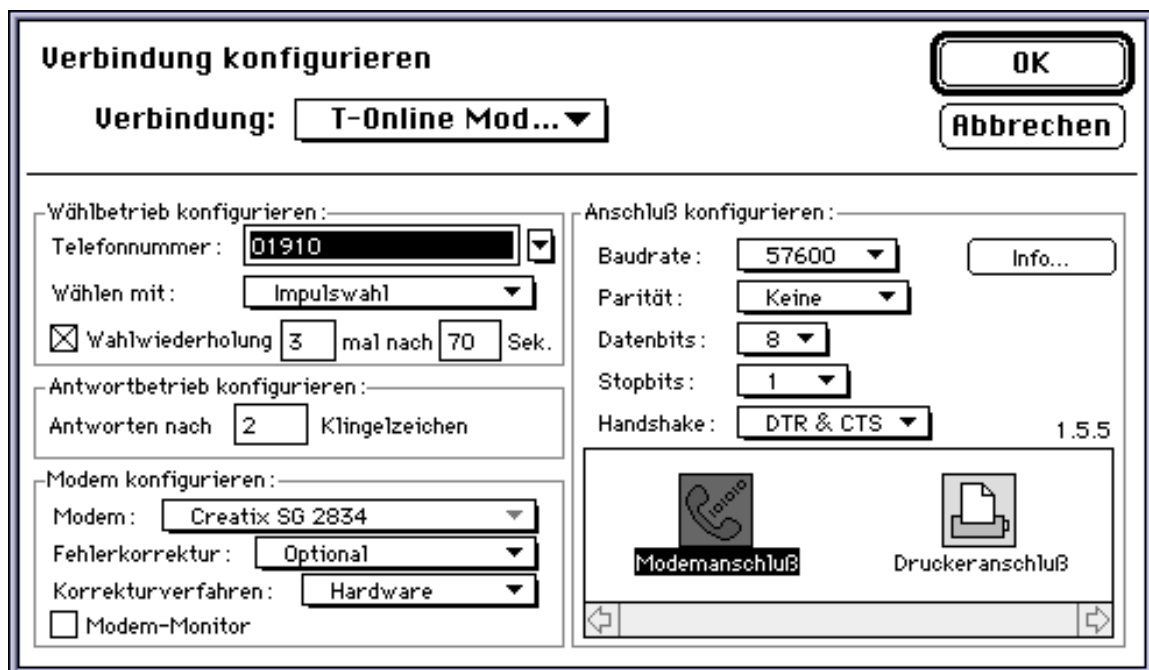 Verbindung konfigurieren
OK
Verbindung: T-Online Mod...
Abbrechen
Wählbetrieb konfigurieren:
Telefonnummer: 01910
Wählen mit: Impulswahl
Wahlwiederholung 3 mal nach 70 Sek.
Antwortbetrieb konfigurieren:
Antworten nach 2 Klingelzeichen
Modem konfigurieren:
Modem: Creatix SG 2834
Fehlerkorrektur: Optional
Korrekturverfahren: Hardware
Modem-Monitor
Anschluß konfigurieren:
Baudrate: 57600
Info...
Parität: Keine
Datenbits: 8
Stopbits: 1
Handshake: DTR & CTS
1.5.5
Modemanschluß
Druckeranschluß